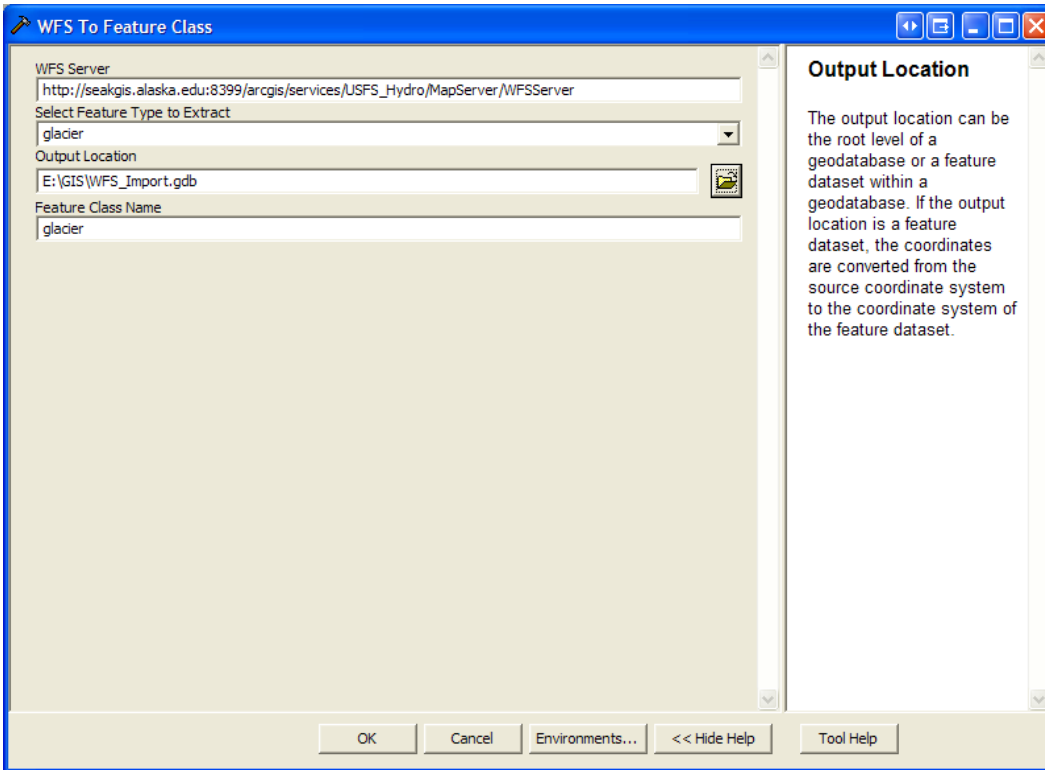 WFS To Feature Class
WFS Server
http://seakgis.alaska.edu:8399/arcgis/services/USFS_Hydro/MapServer/WFSServer
Select Feature Type to Extract
glacier
Output Location
E:\GIS\WFS_Import.gdb
Feature Class Name
glacier
Output Location
The output location can be
the root level of a
geodatabase or a feature
dataset within a
geodatabase. If the output
location is a feature
dataset, the coordinates
are converted from the
source coordinate system
to the coordinate system of
the feature dataset.
OK
Cancel
Environments...
<< Hide Help
Tool Help